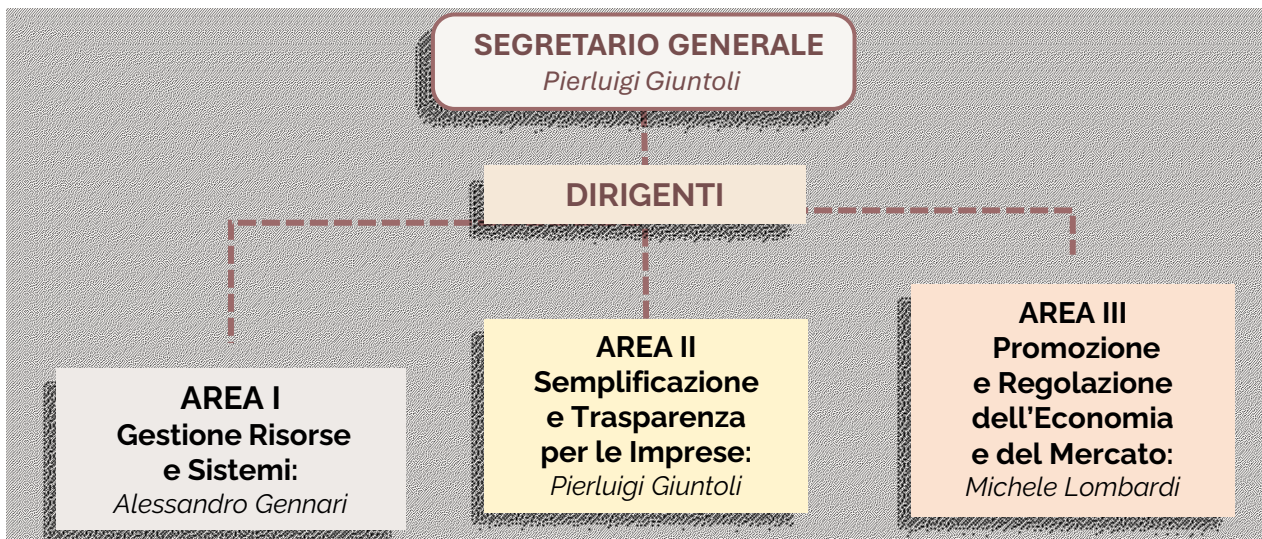 SEGRETARIO GENERALE
Pierluigi Giuntoli
DIRIGENTI
AREA I
Gestione Risorse
e Sistemi:
Alessandro Gennari
AREA II
Semplificazione
e Trasparenza
per le Imprese:
Pierluigi Giuntoli
AREA III
Promozione
e Regolazione
dell’Economia
e del Mercato:
Michele Lombardi